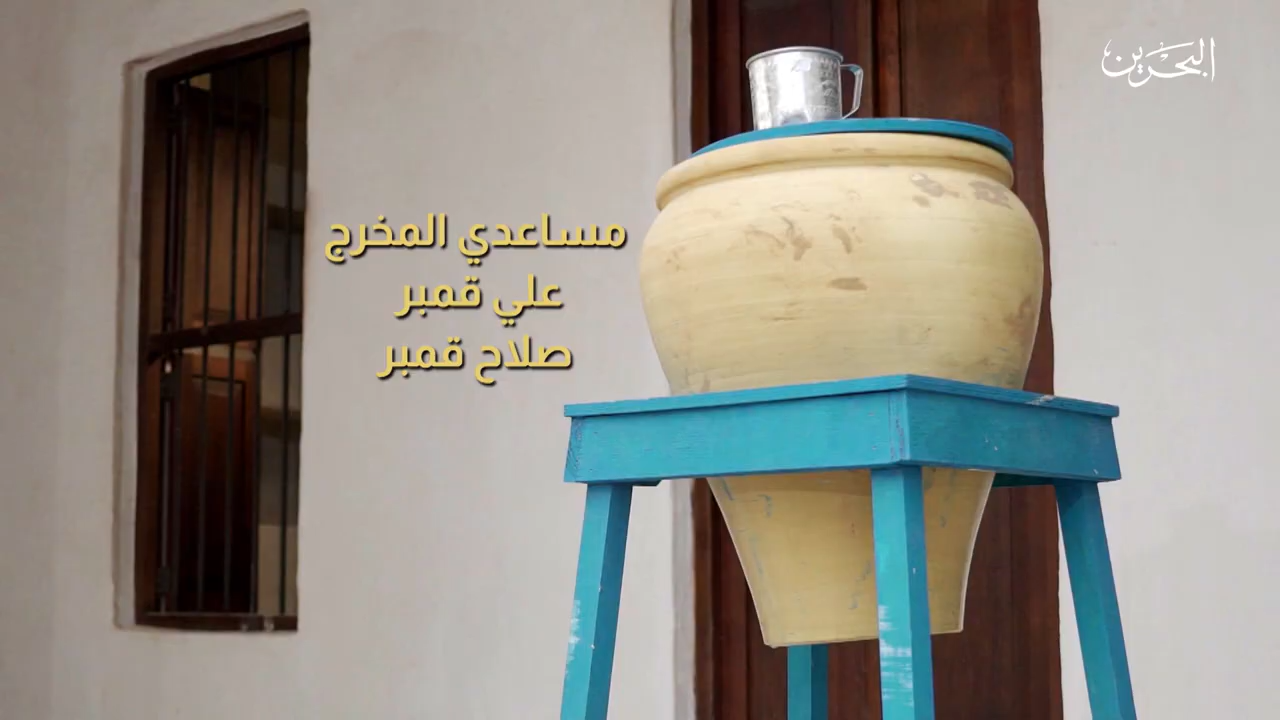 البحرين
مساعدي المخرج
علي قمبر
صلاح قمبر